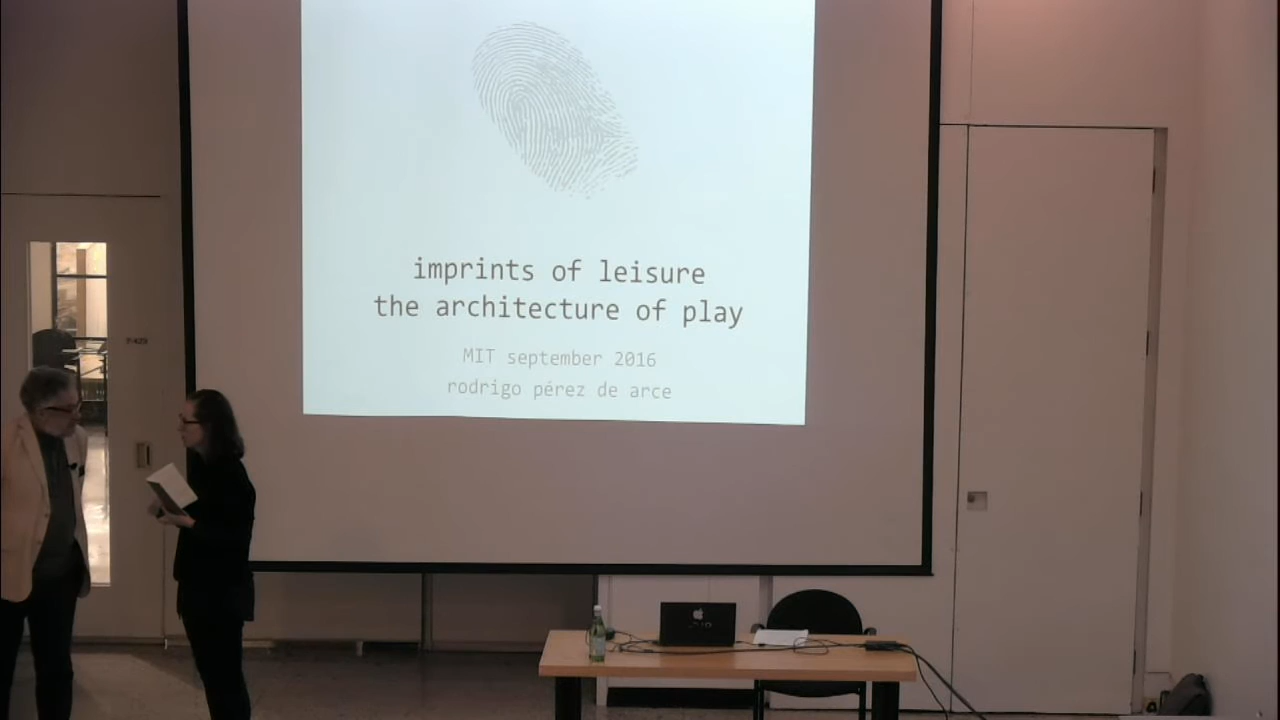 imprints of leisure
the architecture of play
MIT september 2016
rodrigo pérez de arce